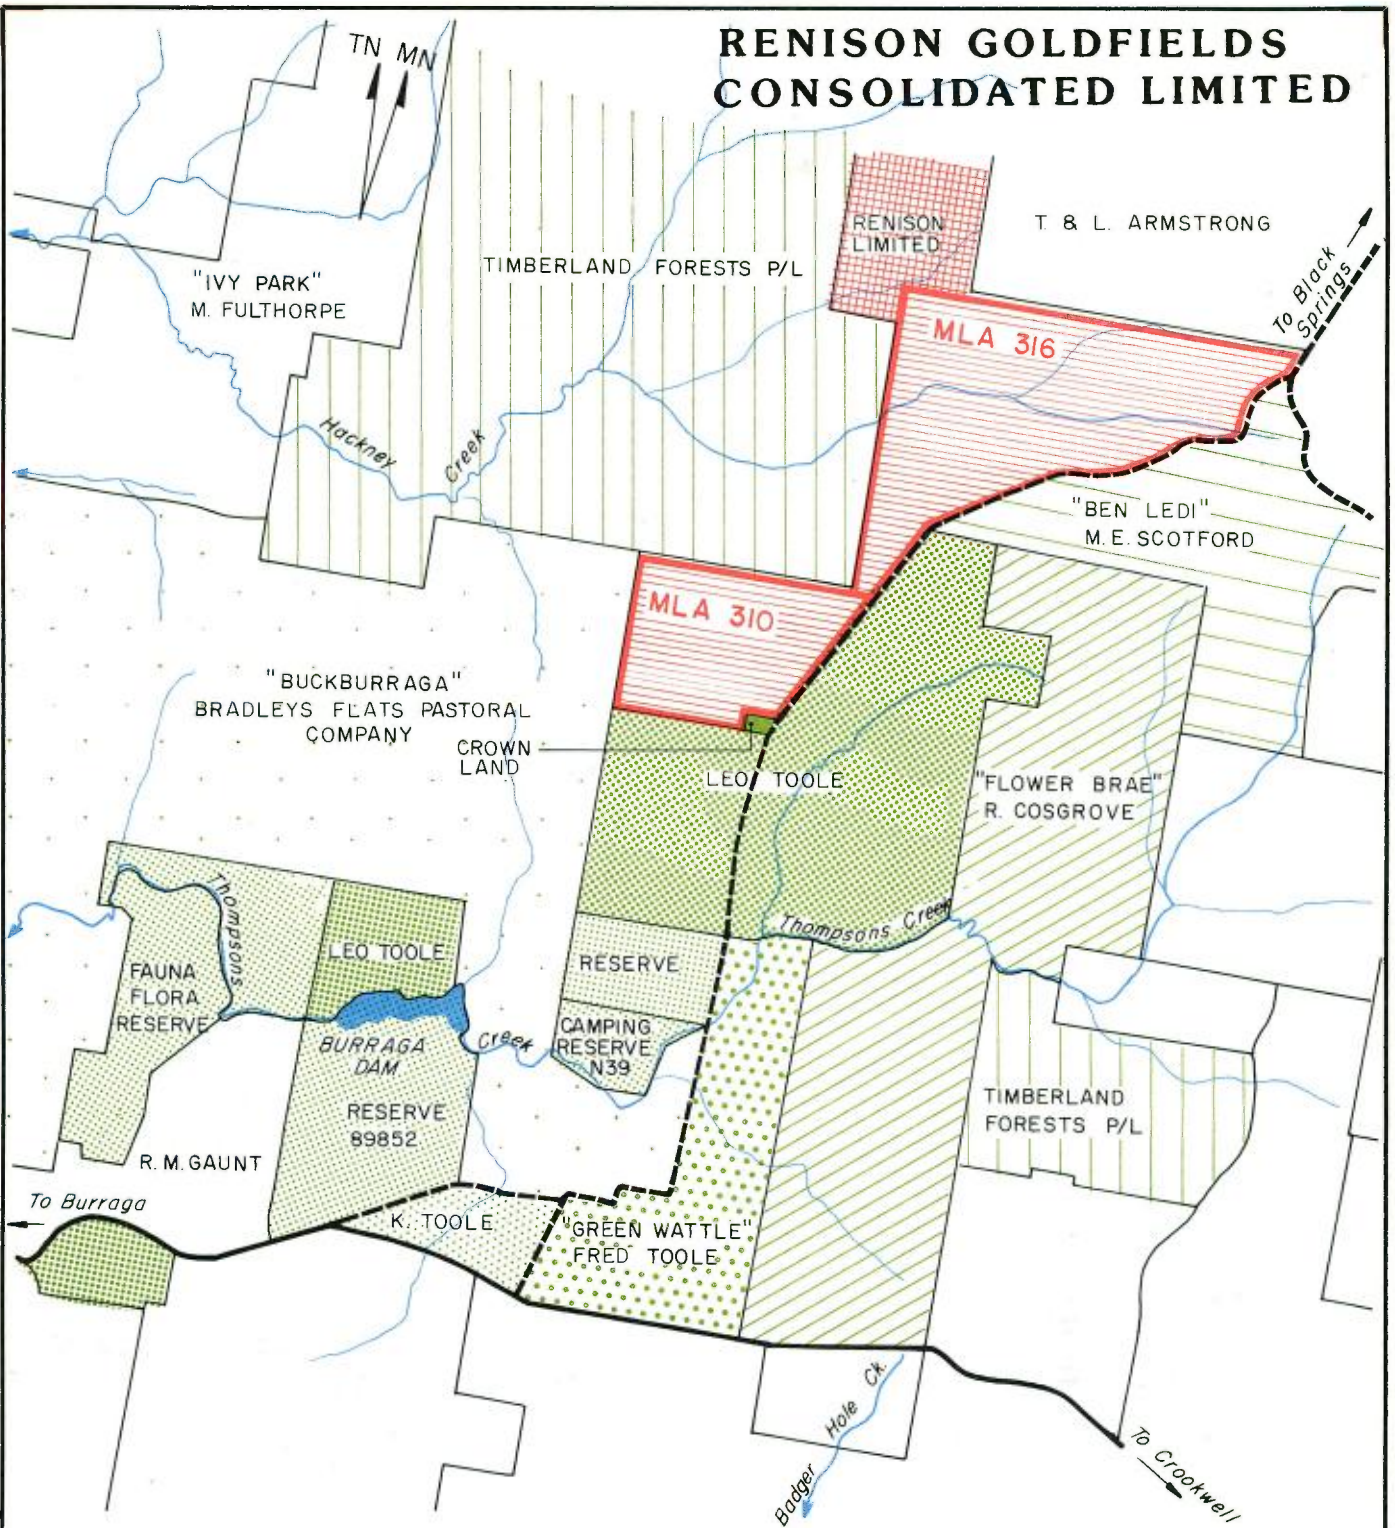 RENISON GOLDFIELDS
CONSOLIDATED LIMITED
TN MN
RENISON
LIMITED
T. & L. ARMSTRONG
To Black
Springs
"IVY PARK"
M. FULTHORPE
TIMBERLAND FORESTS P/L
MLA 316
Hackney
Creek
"BEN LEDI"
M.E. SCOTFORD
MLA 310
"BUCKBURRAGA"
BRADLEYS FLATS PASTORAL
COMPANY
CROWN
LAND
LEO TOOLE
"FLOWER BRAE"
R. COSGROVE
Thompsons
Thompsons Creek
LEO TOOLE
RESERVE
FAUNA
FLORA
RESERVE
CAMPING
RESERVE
N39
Creek
BURRAGA
DAM
RESERVE
89852
TIMBERLAND
FORESTS P/L
R. M. GAUNT
To Burraga
K. TOOLE
"GREEN WATTLE"
FRED TOOLE
Badger Hole Ck.
To Crookwell